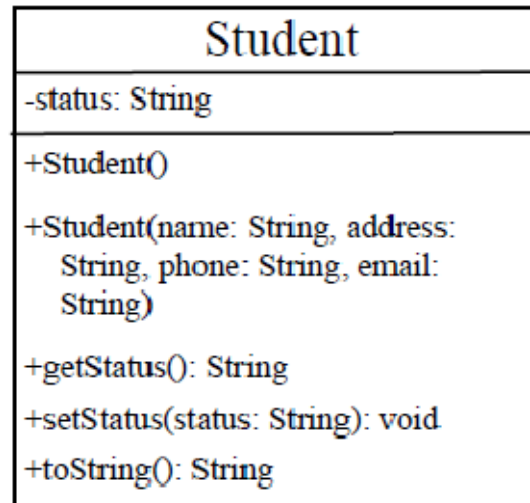 Student
-status: String
+Student()
+Student(name: String, address:
String, phone: String, email:
String)
+getStatus(): String
+setStatus(status: String): void
+toString(): String